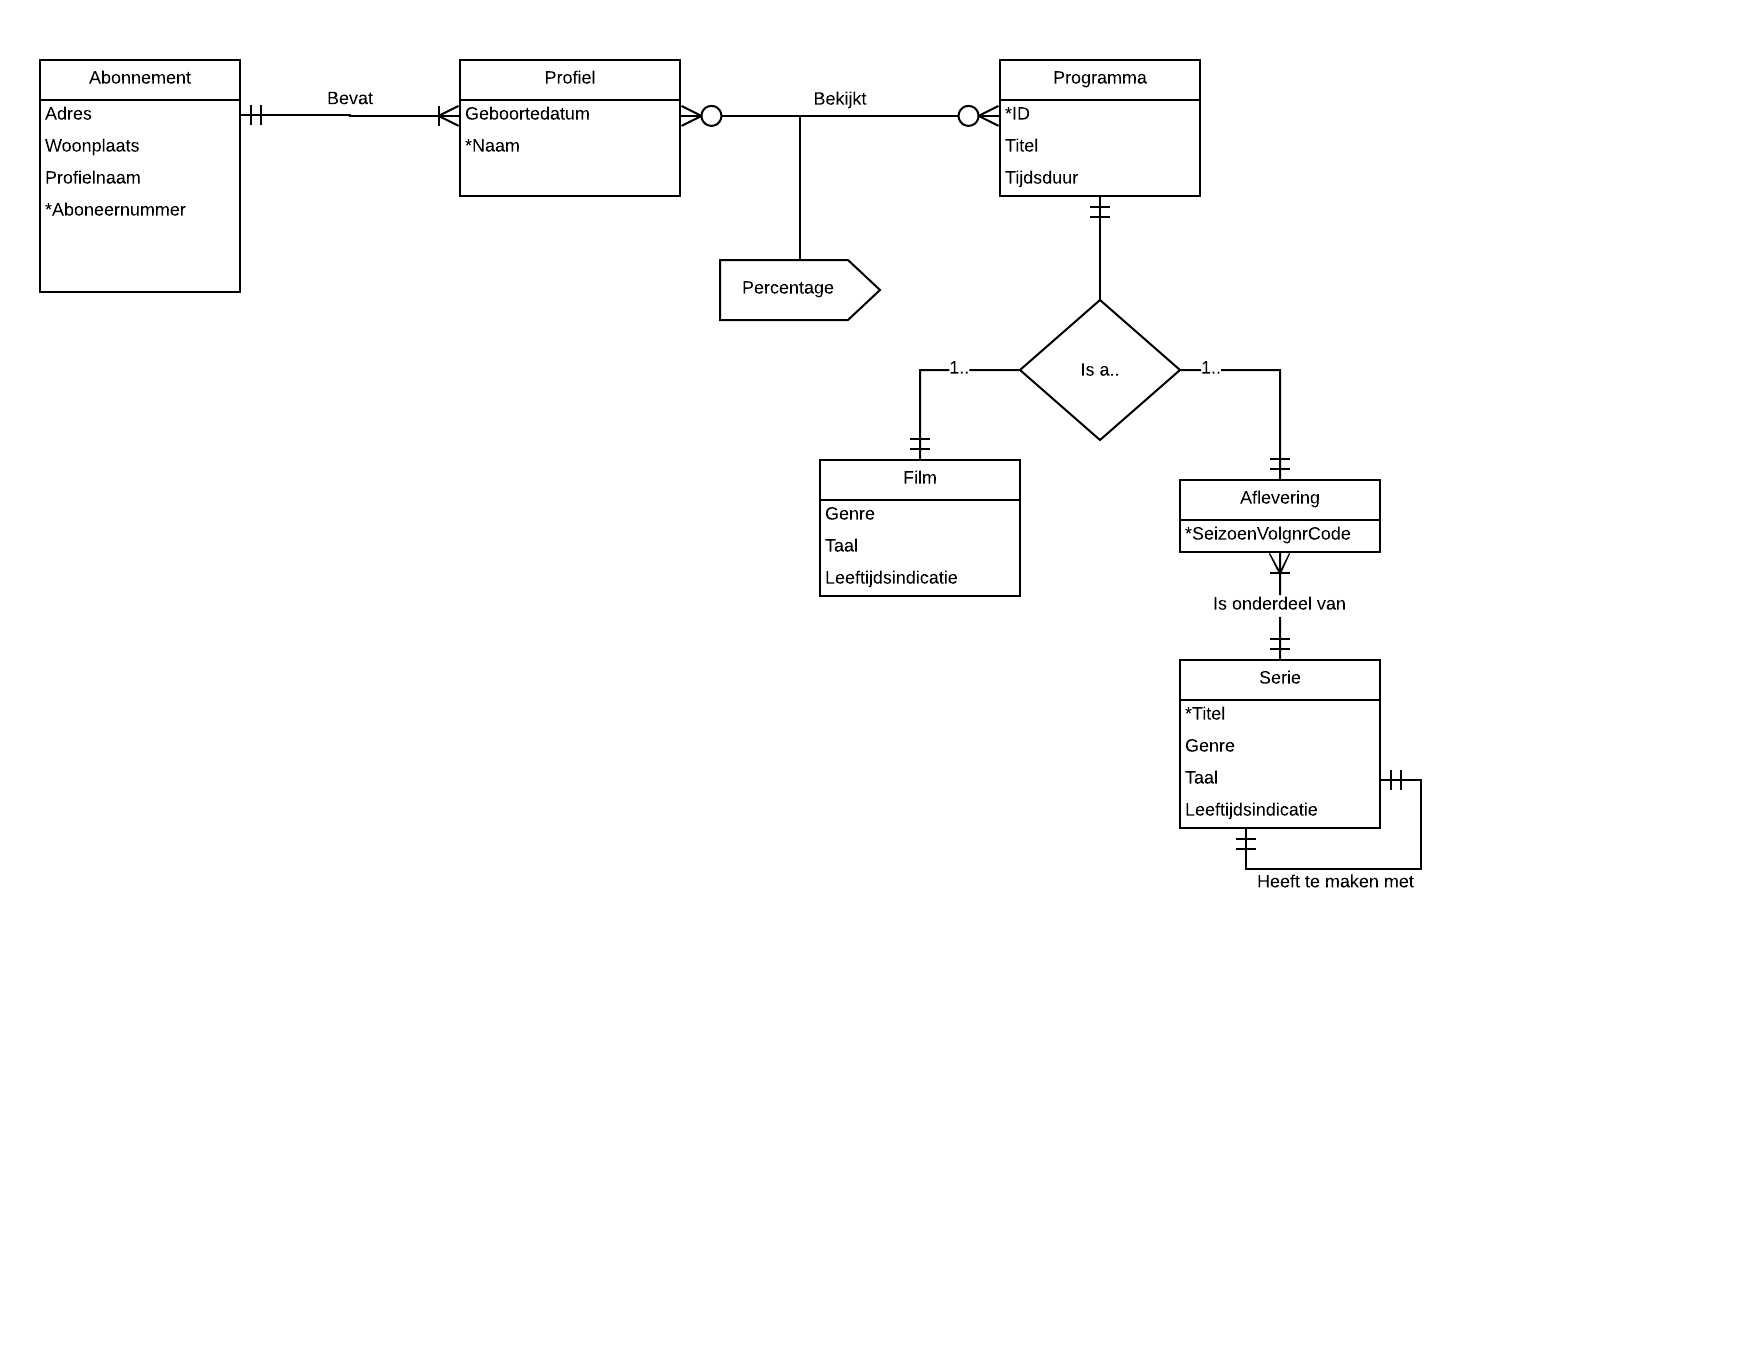 Abonnement
Adres
Woonplaats
Profielnaam
*Aboneernummer
Bevat
Profiel
Geboortedatum
*Naam
Bekijkt
Percentage
Programma
*ID
Titel
Tijdsduur
Is a..
1..
1..
Film
Genre
Taal
Leeftijdsindicatie
Aflevering
*SeizoenVolgnrCode
Is onderdeel van
Serie
*Titel
Genre
Taal
Leeftijdsindicatie
Heeft te maken met